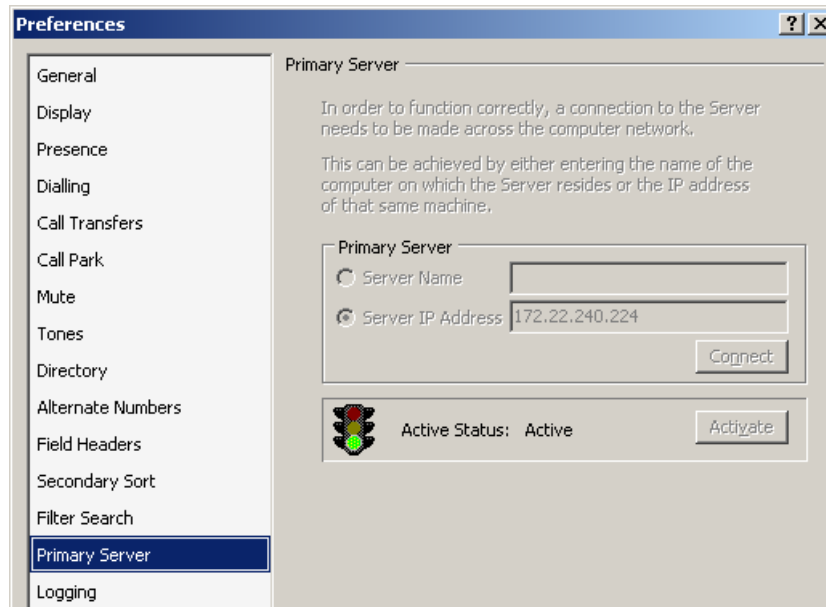 Preferences
? X
General
Display
Presence
Dialling
Call Transfers
Call Park
Mute
Tones
Directory
Alternate Numbers
Field Headers
Secondary Sort
Filter Search
Primary Server
Logging
Primary Server
In order to function correctly, a connection to the Server
needs to be made across the computer network.
This can be achieved by either entering the name of the
computer on which the Server resides or the IP address
of that same machine.
Primary Server
Server Name
Server IP Address 172.22.240.224
Connect
Active Status: Active Activate